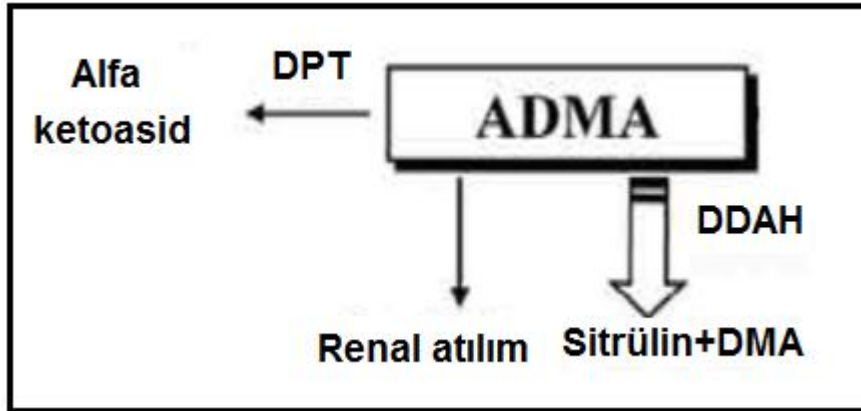 Alfa
ketoasid
DPT
ADMA
DDAH
Renal atılım
Sitrülin+DMA